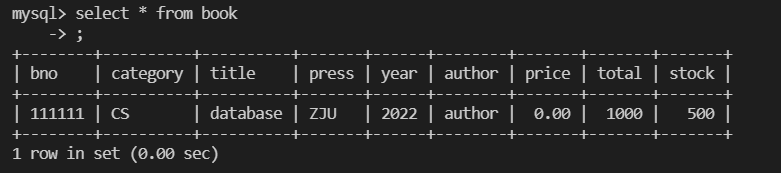 mysql> select * from book
    -> ;
+--------+----------+----------+-------+------+--------+-------+-------+-------+
| bno    | category | title    | press | year | author | price | total | stock |
+--------+----------+----------+-------+------+--------+-------+-------+-------+
| 111111 | CS       | database | ZJU   | 2022 | author |  0.00 |  1000 |   500 |
+--------+----------+----------+-------+------+--------+-------+-------+-------+
1 row in set (0.00 sec)